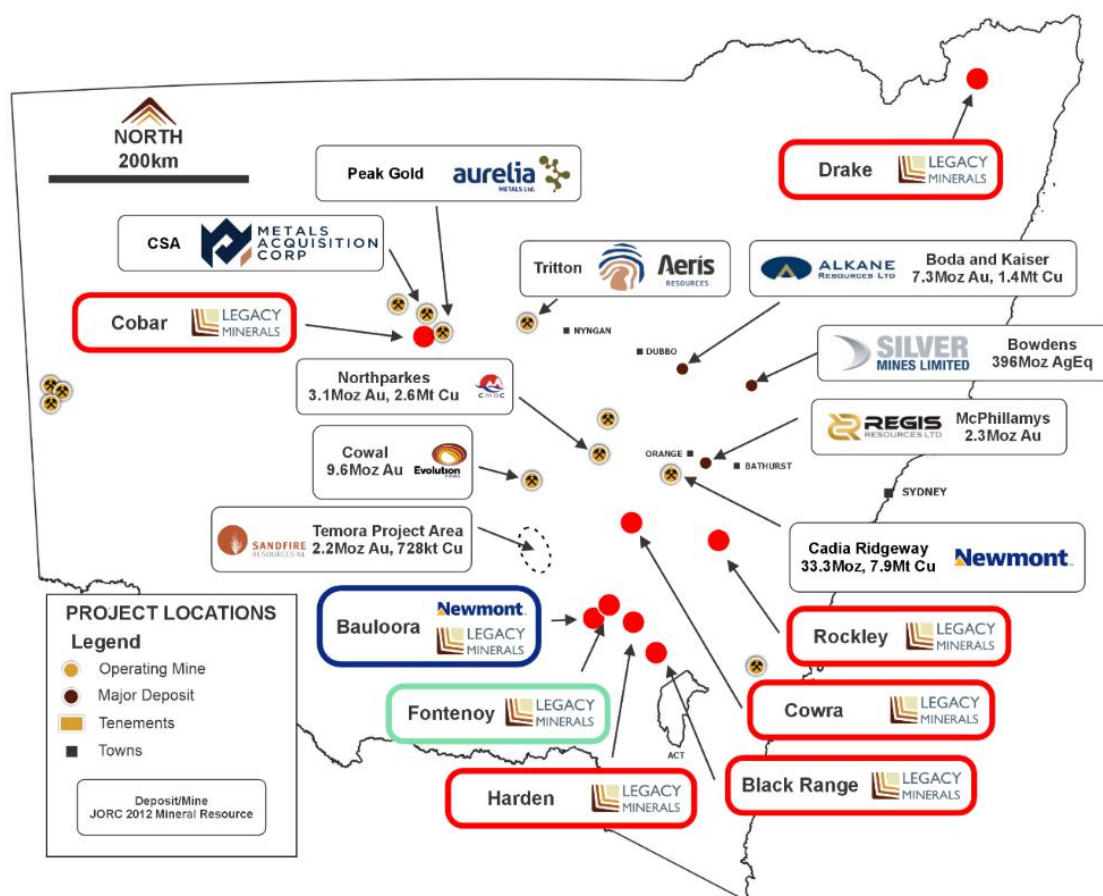 NORTH
200km
Peak Gold
aurelia
METALS Ltd.
CSA
METALS
ACQUISITION
CORP
Drake
LEGACY
MINERALS
Tritton
Aeris
RESOURCES
ALKANE
RESOURCES LTD
Boda and Kaiser
7.3Moz Au, 1.4Mt Cu
Cobar
LEGACY
MINERALS
NYNGAN
DUBBO
SILVER
MINES LIMITED
Bowdens
396Moz AgEq
Northparkes
3.1Moz Au, 2.6Mt Cu
CMOC
REGIS
RESOURCES LTD
McPhillamys
2.3Moz Au
Cowal
9.6Moz Au
Evolution
ORANGE
BATHURST
SYDNEY
SANDFIRE
RESOURCES NL
Temora Project Area
2.2Moz Au, 728kt Cu
Cadia Ridgeway
33.3Moz, 7.9Mt Cu
Newmont
Bauloora
Newmont
LEGACY
MINERALS
Rockley
LEGACY
MINERALS
Fontenoy
LEGACY
MINERALS
Cowra
LEGACY
MINERALS
ACT
Harden
LEGACY
MINERALS
Black Range
LEGACY
MINERALS
PROJECT LOCATIONS
Legend
Operating Mine
Major Deposit
Tenements
Towns
Deposit/Mine
JORC 2012 Mineral Resource